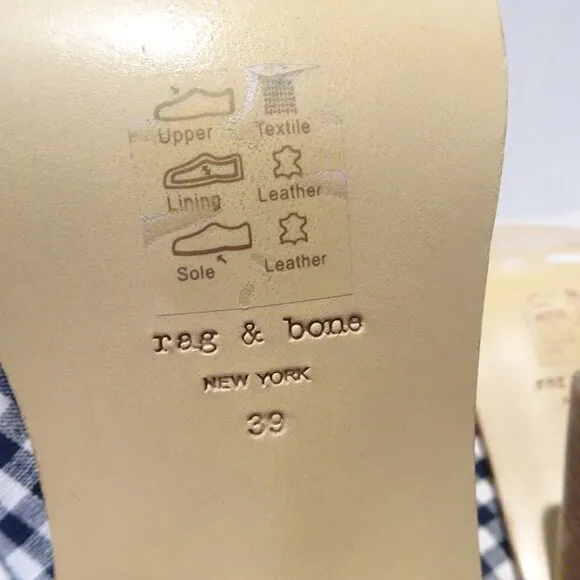 Upper Textile
Lining Leather
Sole Leather
rag & bone
NEW YORK
39